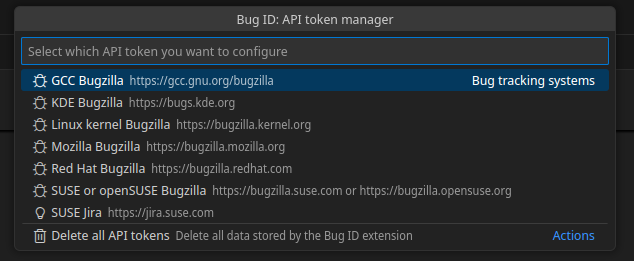 Bug ID: API token manager
Select which API token you want to configure
GCC Bugzilla https://gcc.gnu.org/bugzilla Bug tracking systems
KDE Bugzilla https://bugs.kde.org
Linux kernel Bugzilla https://bugzilla.kernel.org
Mozilla Bugzilla https://bugzilla.mozilla.org
Red Hat Bugzilla https://bugzilla.redhat.com
SUSE or openSUSE Bugzilla https://bugzilla.suse.com or https://bugzilla.opensuse.org
SUSE Jira https://jira.suse.com
Delete all API tokens Delete all data stored by the Bug ID extension Actions